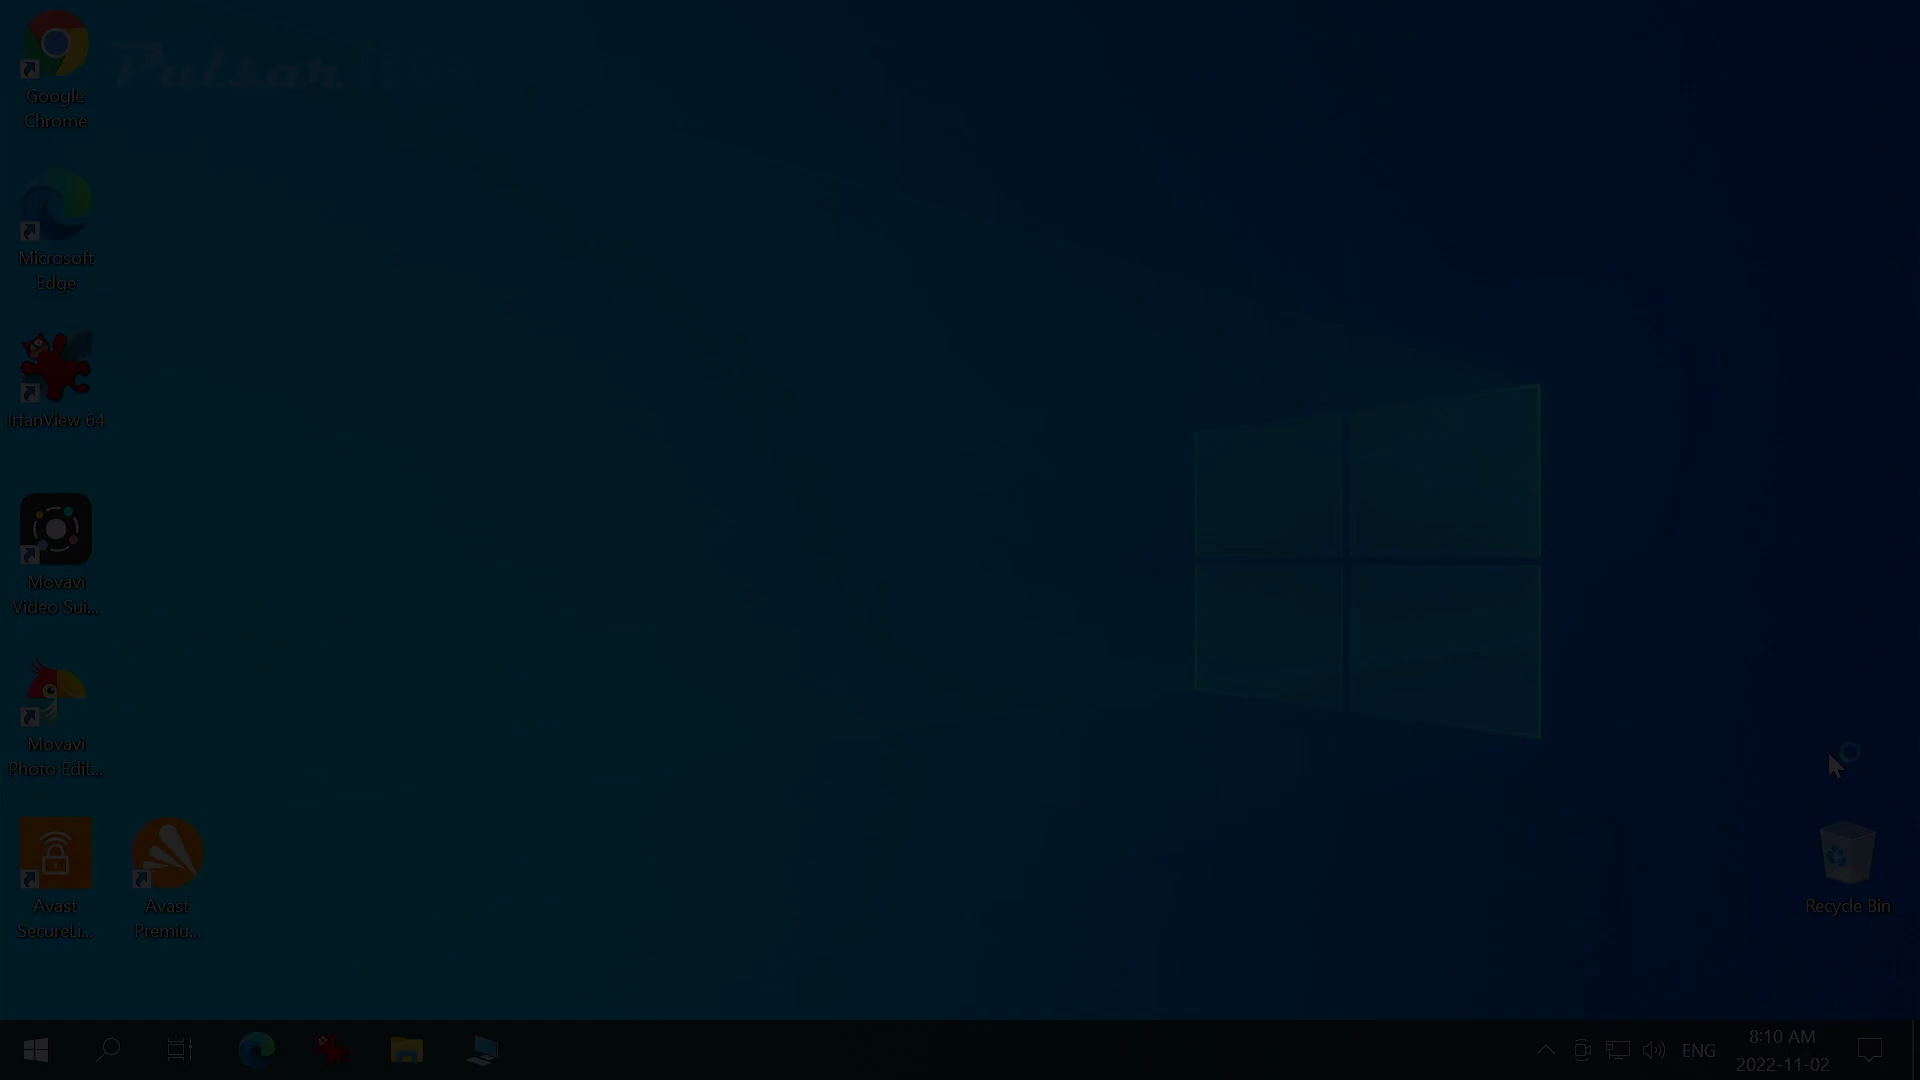 Pulsar
Google
Chrome
Microsoft
Edge
IrfanView 64
Movavi
Video Sui...
Movavi
Photo Edit...
Avast
SecureLi...
Avast
Premiu...
Recycle Bin
ENG
8:10 AM
2022-11-02